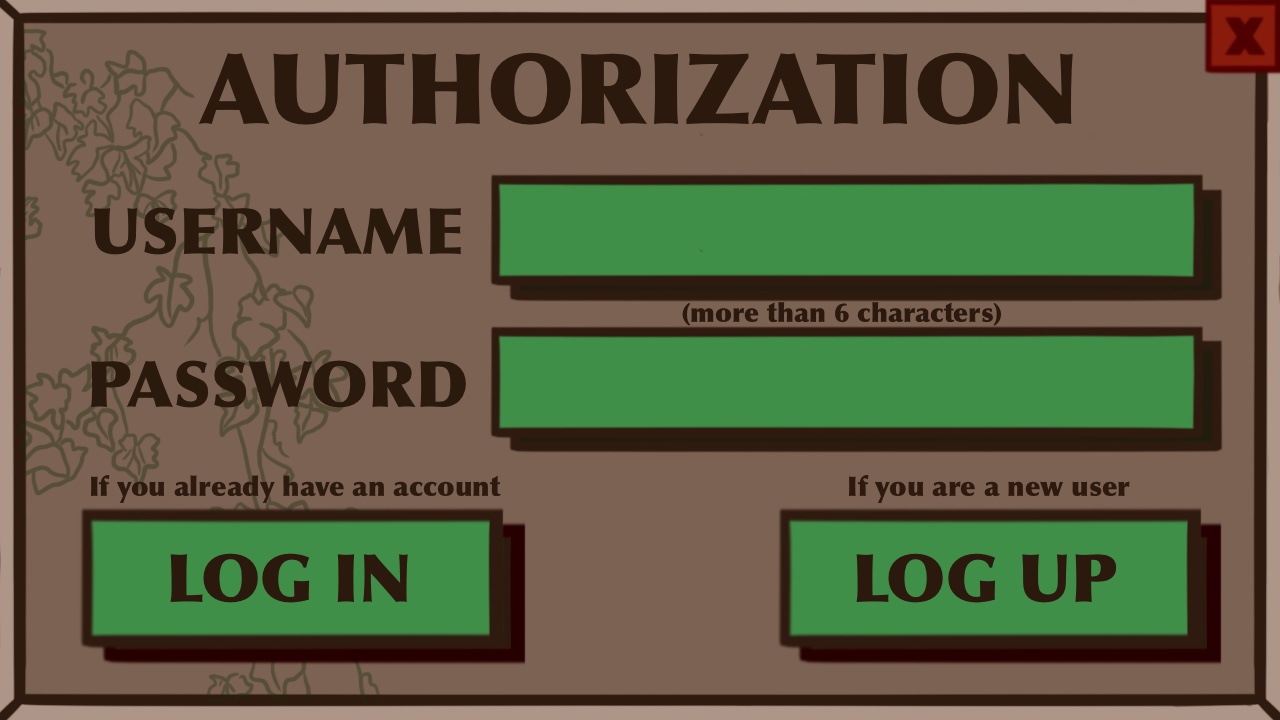 X
AUTHORIZATION
USERNAME
(more than 6 characters)
PASSWORD
If you already have an account
If you are a new user
LOG IN
LOG UP